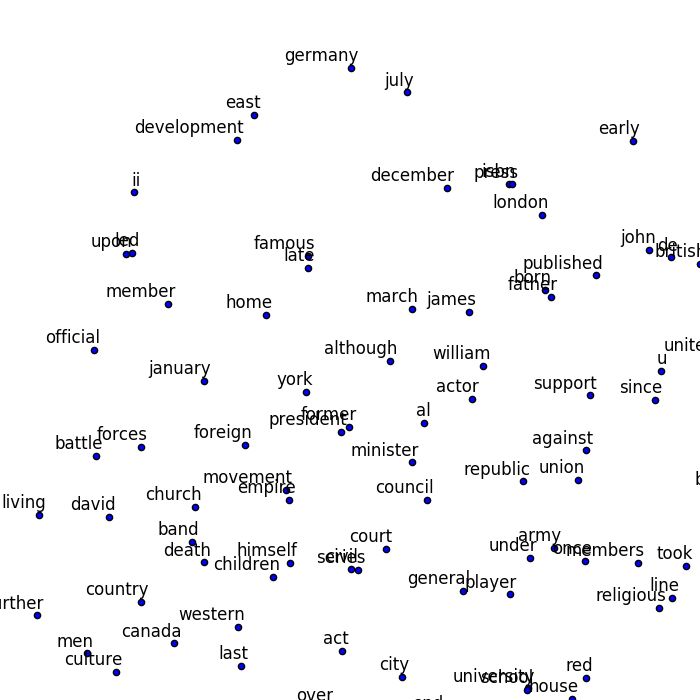 germany
july
east
development
early
isbn
press
december
ii
london
john
upon
led
famous
de
british
late
published
born
father
member
home
march
james
official
although
william
u
january
york
actor
support
since
former
president
al
forces
foreign
battle
minister
against
republic
union
movement
empire
council
church
living
david
band
court
army
under
once
members
took
death
himself
series
civil
children
general
player
line
religious
country
western
canada
men
culture
last
act
city
red
university
school
house
over